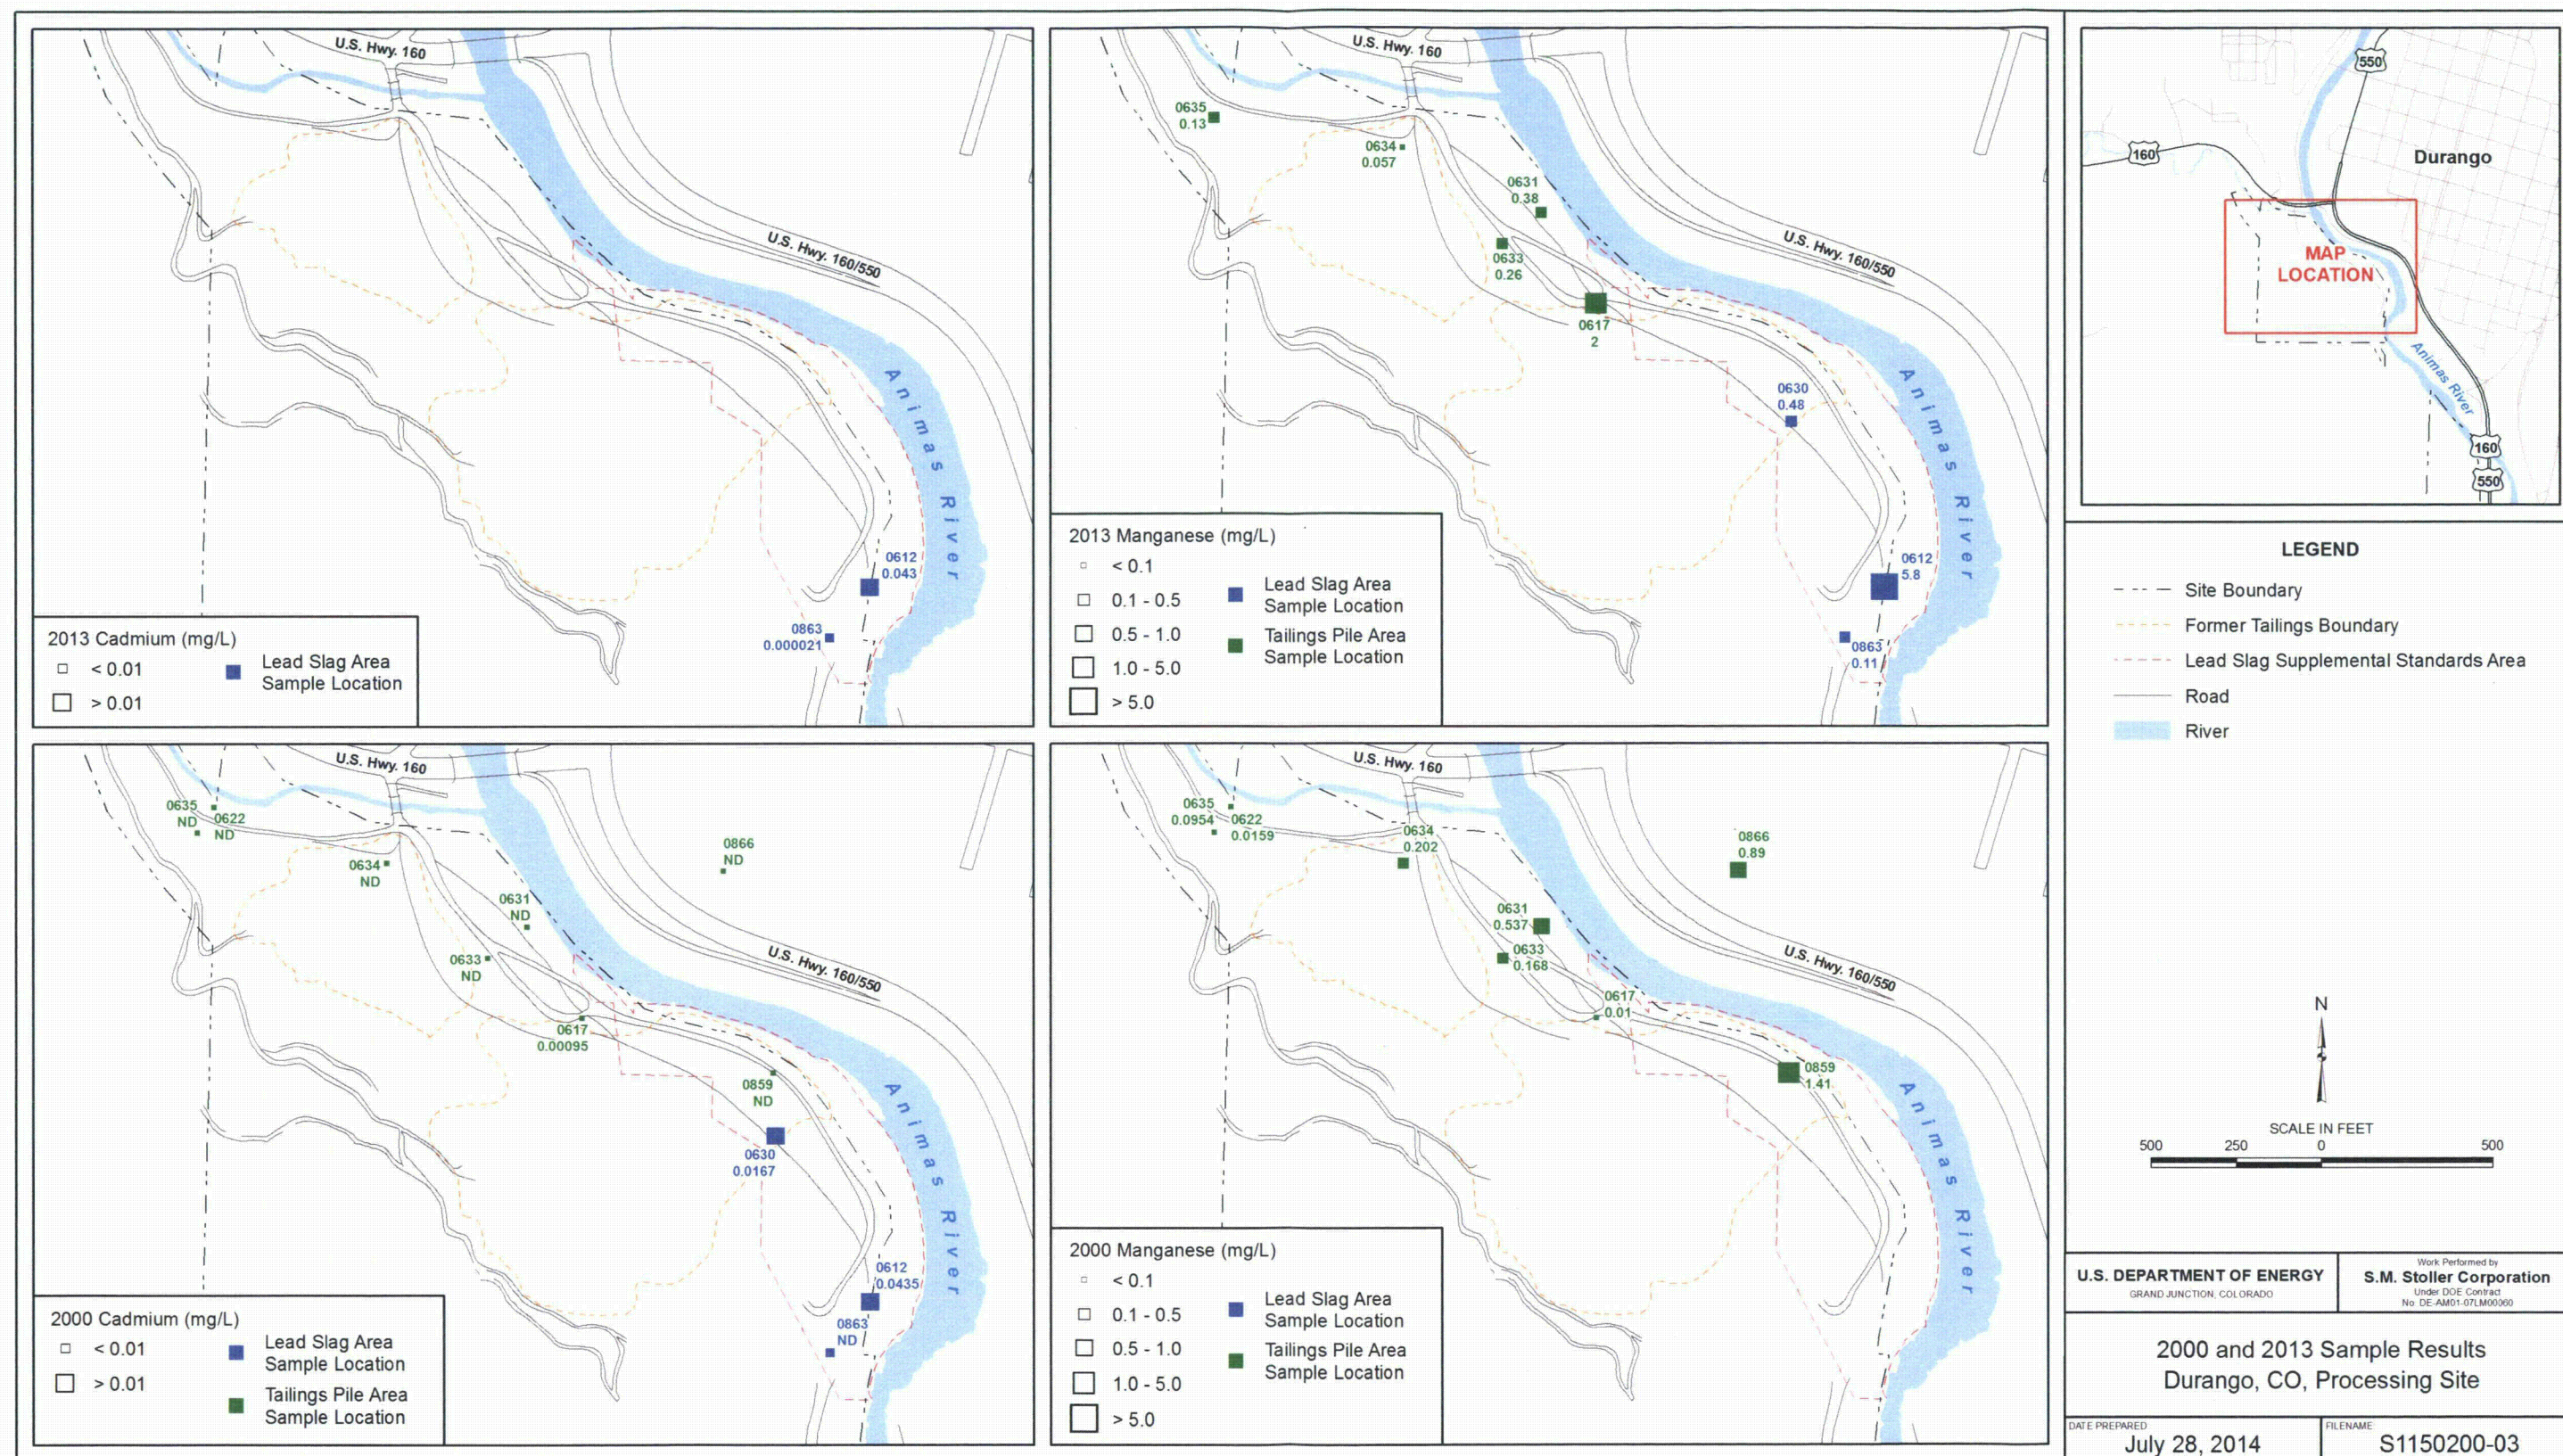 U.S. Hwy. 160
U.S. Hwy. 160/550
Animas River
0612
0.043
0863
0.000021
2013 Cadmium (mg/L)
< 0.01
> 0.01
Lead Slag Area
Sample Location
U.S. Hwy. 160
0635
0.13
0634
0.057
0631
0.38
0633
0.26
U.S. Hwy. 160/550
0617
2
0630
0.48
Animas River
0612
5.8
0863
0.11
2013 Manganese (mg/L)
< 0.1
0.1 - 0.5
0.5 - 1.0
1.0 - 5.0
> 5.0
Lead Slag Area
Sample Location
Tailings Pile Area
Sample Location
U.S. Hwy. 160
0635
ND
0622
ND
0634
ND
0866
ND
0631
ND
0633
ND
U.S. Hwy. 160/550
0617
0.00095
0859
ND
0630
0.0167
Animas River
0612
0.0435
0863
ND
2000 Cadmium (mg/L)
< 0.01
> 0.01
Lead Slag Area
Sample Location
Tailings Pile Area
Sample Location
U.S. Hwy. 160
0635
0.0954
0622
0.0159
0634
0.202
0866
0.89
0631
0.537
0633
0.168
U.S. Hwy. 160/550
0617
0.01
0859
1.41
Animas River
2000 Manganese (mg/L)
< 0.1
0.1 - 0.5
0.5 - 1.0
1.0 - 5.0
> 5.0
Lead Slag Area
Sample Location
Tailings Pile Area
Sample Location
550
160
Durango
MAP
LOCATION
Animas River
160
550
LEGEND
Site Boundary
Former Tailings Boundary
Lead Slag Supplemental Standards Area
Road
River
N
SCALE IN FEET
500 250 0 500
U.S. DEPARTMENT OF ENERGY
GRAND JUNCTION, COLORADO
Work Performed by
S.M. Stoller Corporation
Under DOE Contract
No. DE-AM01-07LM00060
2000 and 2013 Sample Results
Durango, CO, Processing Site
DATE PREPARED
July 28, 2014
FILENAME
S1150200-03